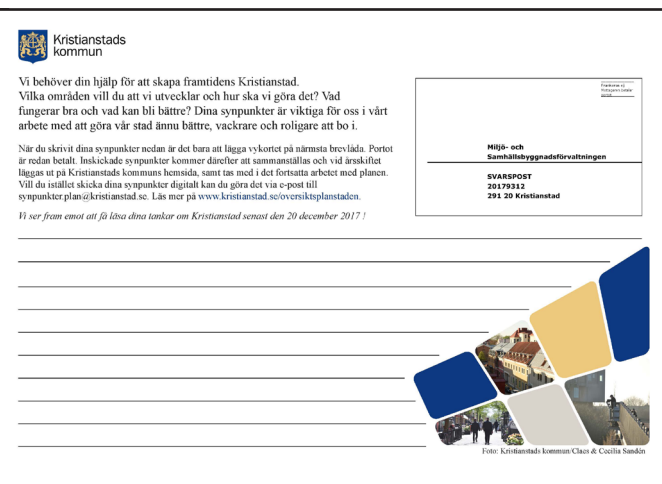 Kristianstads
kommun
Vi behöver din hjälp för att skapa framtidens Kristianstad.
Vilka områden vill du att vi utvecklar och hur ska vi göra det? Vad
fungerar bra och vad kan bli bättre? Dina synpunkter är viktiga för oss i vårt
arbete med att göra vår stad ännu bättre, vackrare och roligare att bo i.
När du skrivit dina synpunkter nedan är det bara att lägga vykortet på närmsta brevlåda. Portot
är redan betalt. Inskickade synpunkter kommer därefter att sammanställas och vid årsskiftet
läggas ut på Kristianstads kommuns hemsida, samt tas med i det fortsatta arbetet med planen.
Vill du istället skicka dina synpunkter digitalt kan du göra det via e-post till
synpunkter.plan@kristianstad.se. Läs mer på www.kristianstad.se/oversiktsplanstaden.
Vi ser fram emot att få läsa dina tankar om Kristianstad senast den 20 december 2017 !
Frankeras ej
Mottagaren betalar
portot
Miljö- och
Samhällsbyggnadsförvaltningen
SVARSPOST
20179312
291 20 Kristianstad
Foto: Kristianstads kommun/Claes & Cecilia Sandén